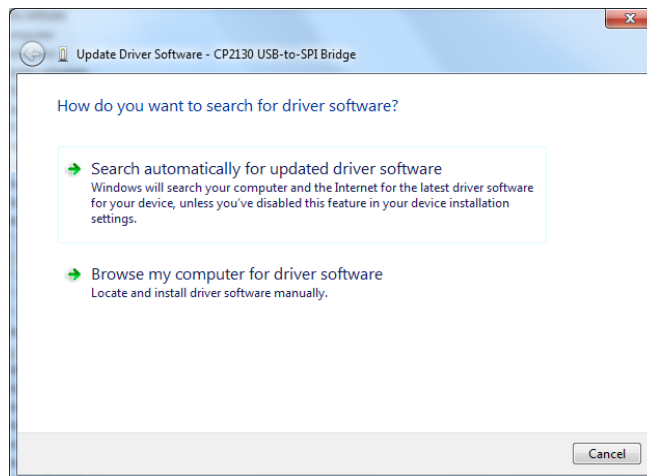 Update Driver Software - CP2130 USB-to-SPI Bridge
How do you want to search for driver software?
Search automatically for updated driver software
Windows will search your computer and the Internet for the latest driver software
for your device, unless you've disabled this feature in your device installation
settings.
Browse my computer for driver software
Locate and install driver software manually.
Cancel